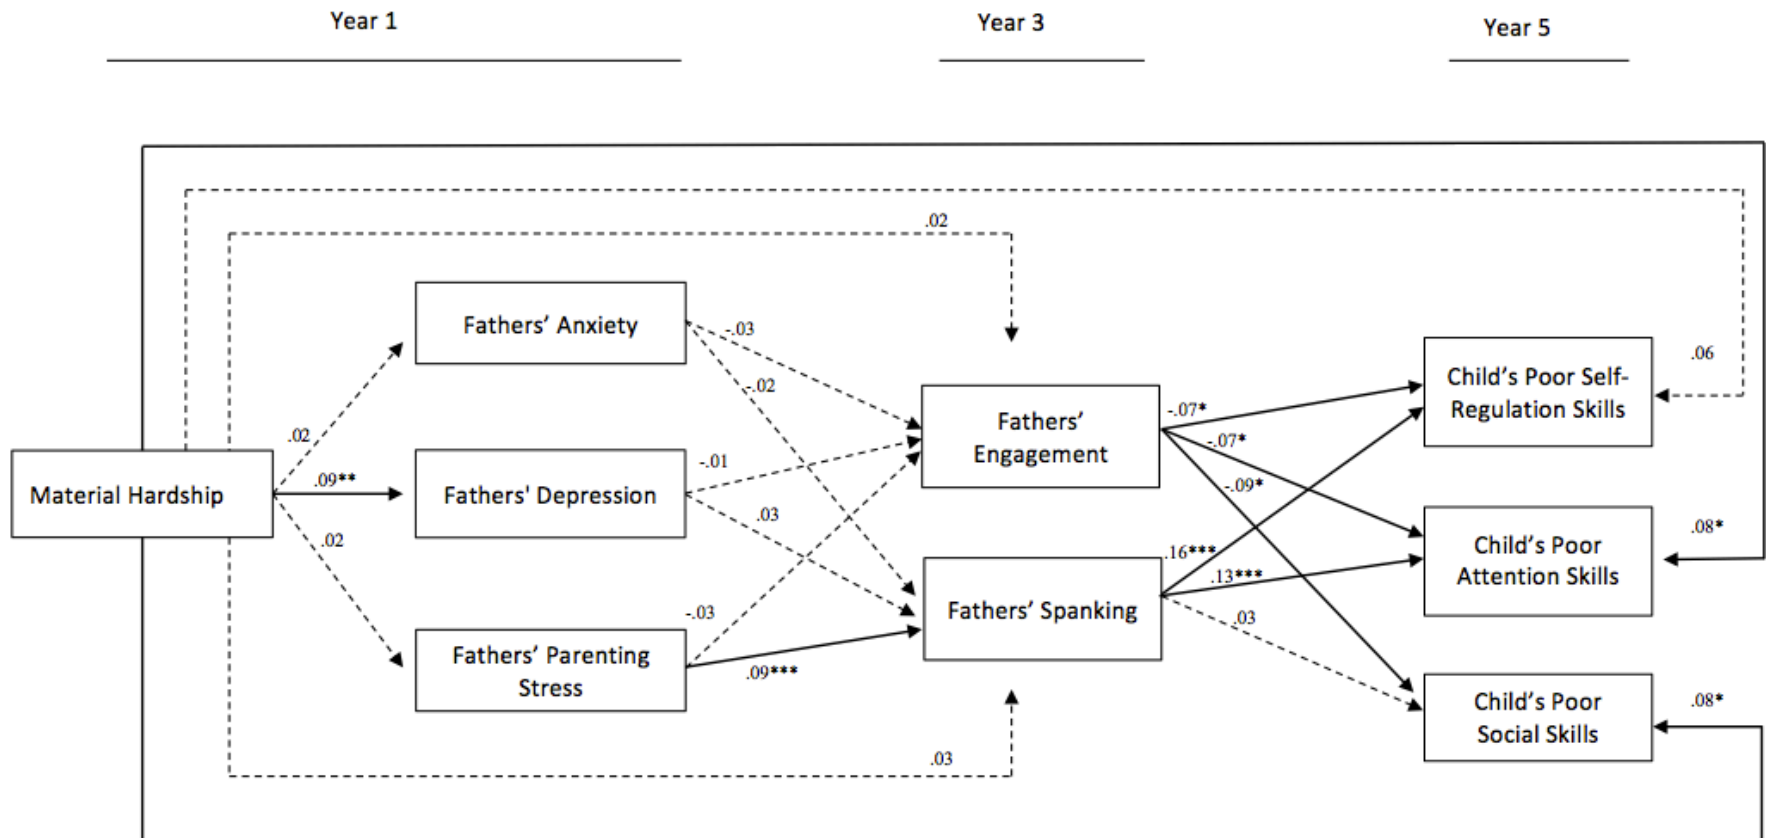 Year 1
Year 3
Year 5
.02
Fathers’ Anxiety
-.03
.06
Child’s Poor Self-
Regulation Skills
-.02
Fathers’
Engagement
-.07*
-.07*
.02
Material Hardship
.09**
Fathers' Depression
-.01
-.09*
.03
.02
.16***
.13***
Child’s Poor
Attention Skills
.08*
Fathers’ Spanking
-.03
.03
Fathers’ Parenting
Stress
.09***
Child’s Poor
Social Skills
.08*
.03